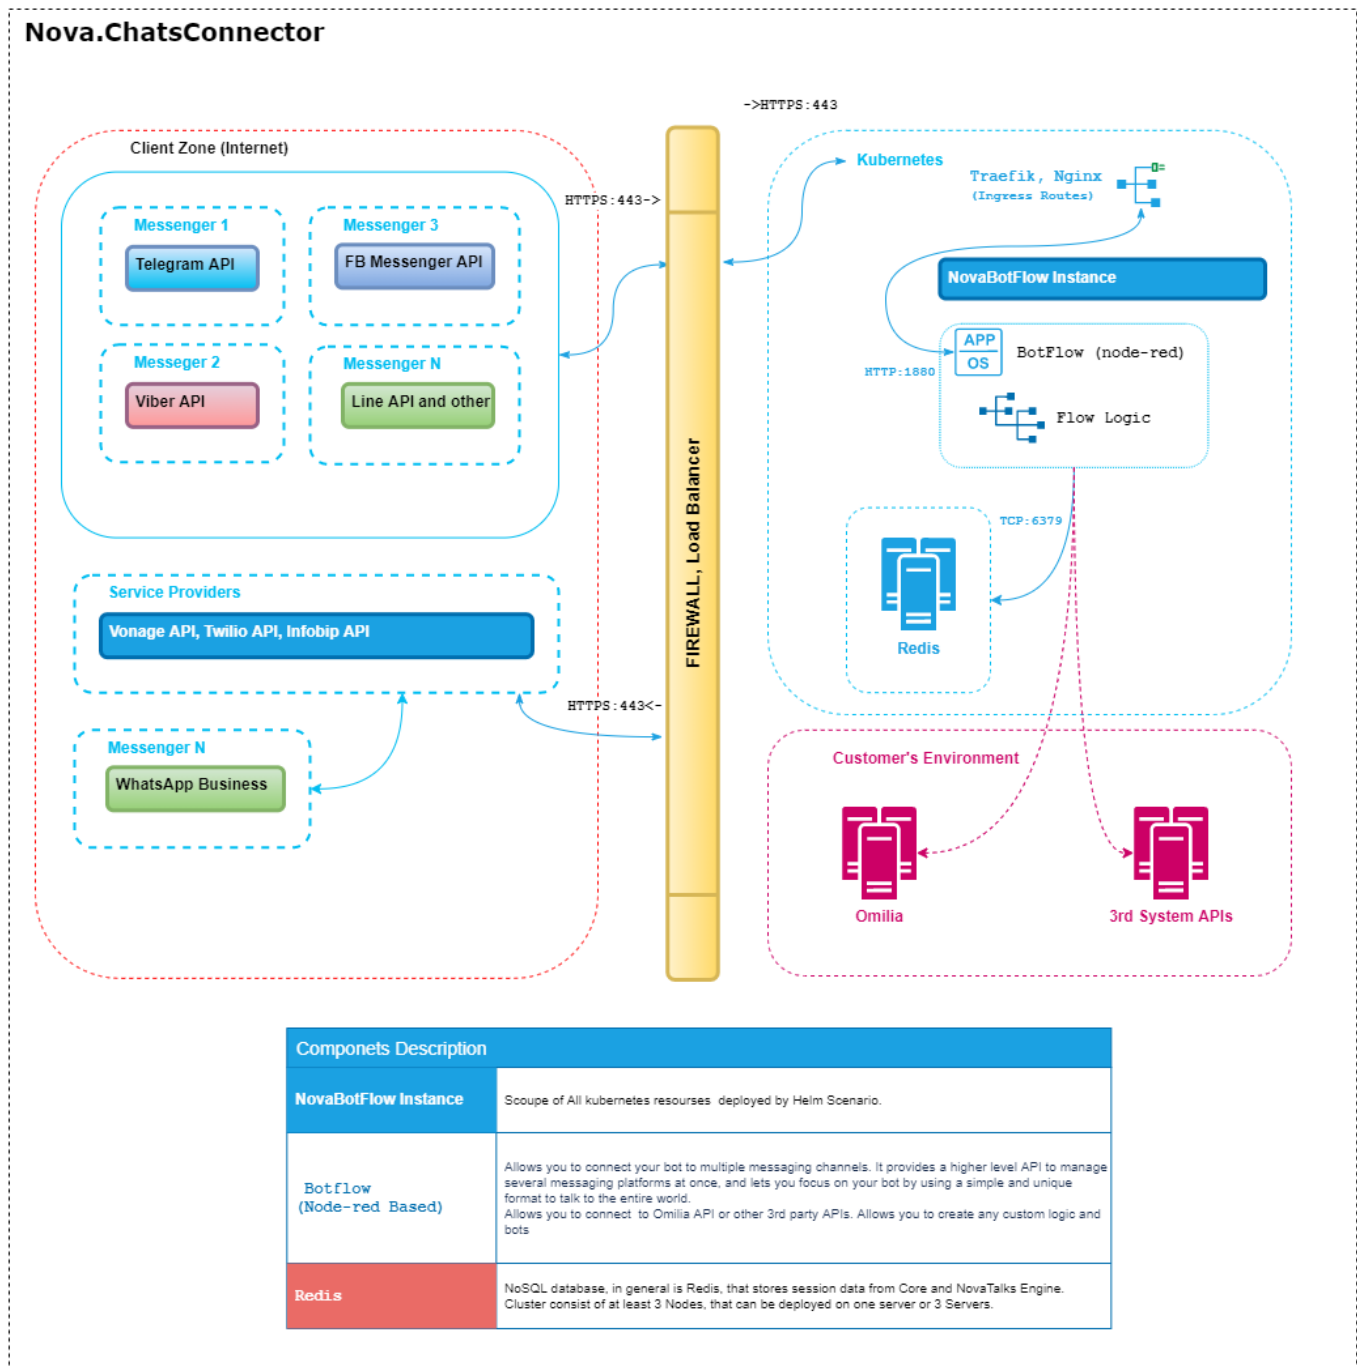 Nova.ChatsConnector
->HTTPS:443
Client Zone (Internet)
HTTPS:443->
Messenger 1
Telegram API
Messenger 3
FB Messenger API
Messeger 2
Viber API
Messenger N
Line API and other
Service Providers
Vonage API, Twilio API, Infobip API
HTTPS:443<-
Messenger N
WhatsApp Business
FIREWALL, Load Balancer
Kubernetes
Traefik, Nginx
(Ingress Routes)
NovaBotFlow Instance
APP
OS
BotFlow (node-red)
HTTP:1880
Flow Logic
TCP:6379
Redis
Customer's Environment
Omilia
3rd System APIs
Componets Description
NovaBotFlow Instance
Scoupe of All kubernetes resourses deployed by Helm Scenario.
Botflow
(Node-red Based)
Allows you to connect your bot to multiple messaging channels. It provides a higher level API to manage
several messaging platforms at once, and lets you focus on your bot by using a simple and unique
format to talk to the entire world.
Allows you to connect to Omilia API or other 3rd party APIs. Allows you to create any custom logic and
bots
Redis
NoSQL database, in general is Redis, that stores session data from Core and NovaTalks Engine.
Cluster consist of at least 3 Nodes, that can be deployed on one server or 3 Servers.